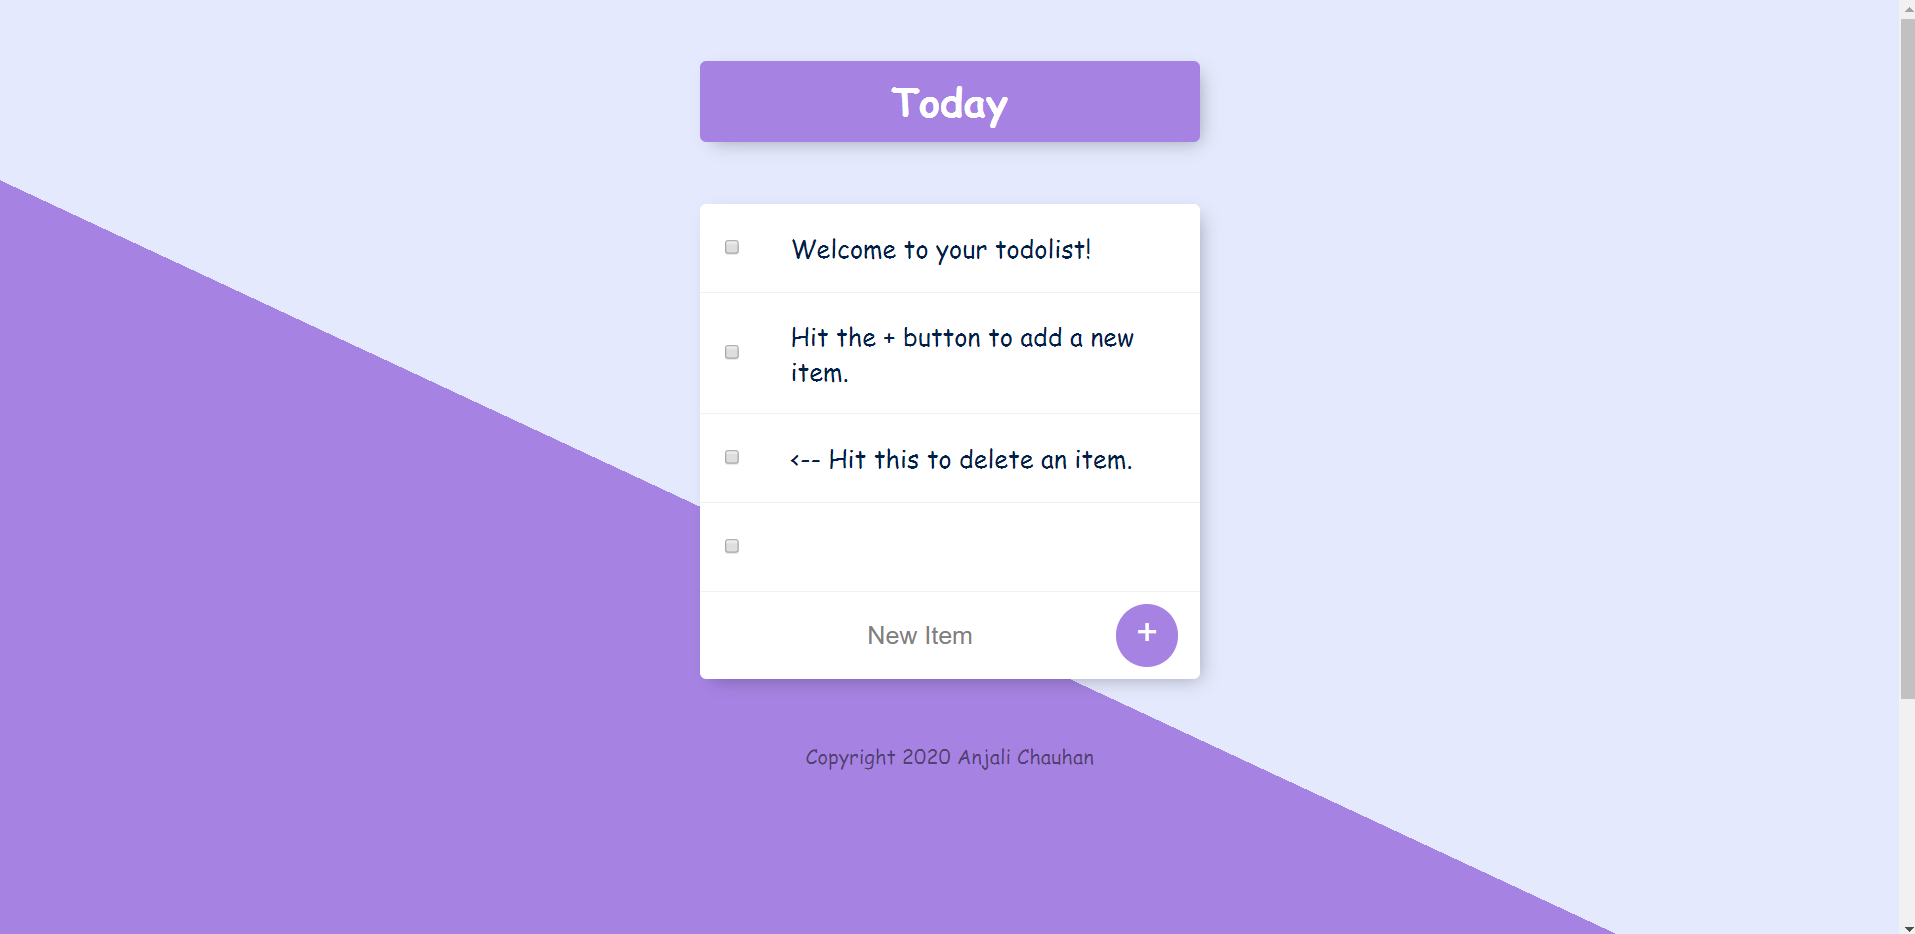 Today
Welcome to your todolist!
Hit the + button to add a new
item.
<-- Hit this to delete an item.
New Item
+
Copyright 2020 Anjali Chauhan